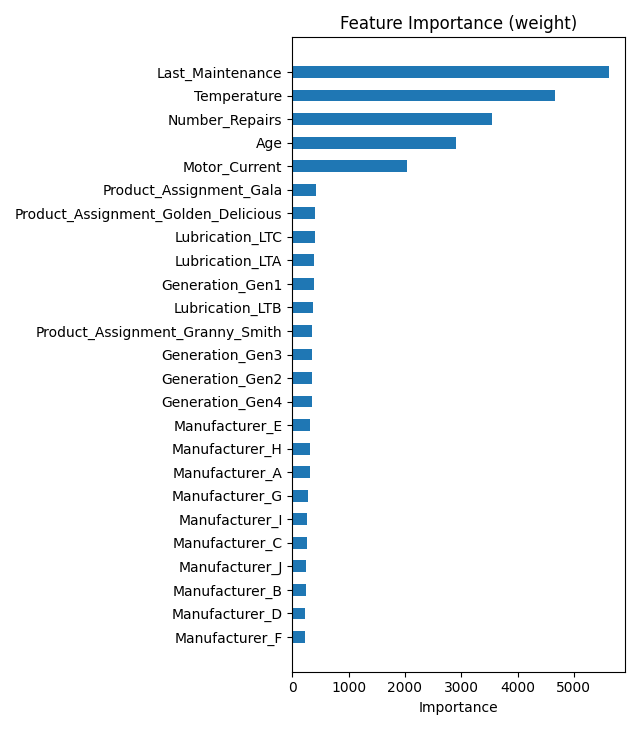 Feature Importance (weight)
Last_Maintenance
Temperature
Number_Repairs
Age
Motor_Current
Product_Assignment_Gala
Product_Assignment_Golden_Delicious
Lubrication_LTC
Lubrication_LTA
Generation_Gen1
Lubrication_LTB
Product_Assignment_Granny_Smith
Generation_Gen3
Generation_Gen2
Generation_Gen4
Manufacturer_E
Manufacturer_H
Manufacturer_A
Manufacturer_G
Manufacturer_I
Manufacturer_C
Manufacturer_J
Manufacturer_B
Manufacturer_D
Manufacturer_F
0 1000 2000 3000 4000 5000
Importance